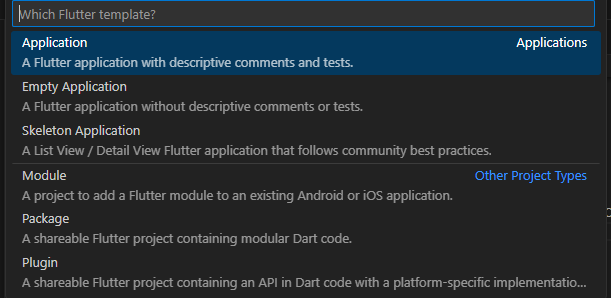 Which Flutter template?
Application Applications
A Flutter application with descriptive comments and tests.
Empty Application
A Flutter application without descriptive comments or tests.
Skeleton Application
A List View / Detail View Flutter application that follows community best practices.
Module Other Project Types
A project to add a Flutter module to an existing Android or iOS application.
Package
A shareable Flutter project containing modular Dart code.
Plugin
A shareable Flutter project containing an API in Dart code with a platform-specific implementatio...